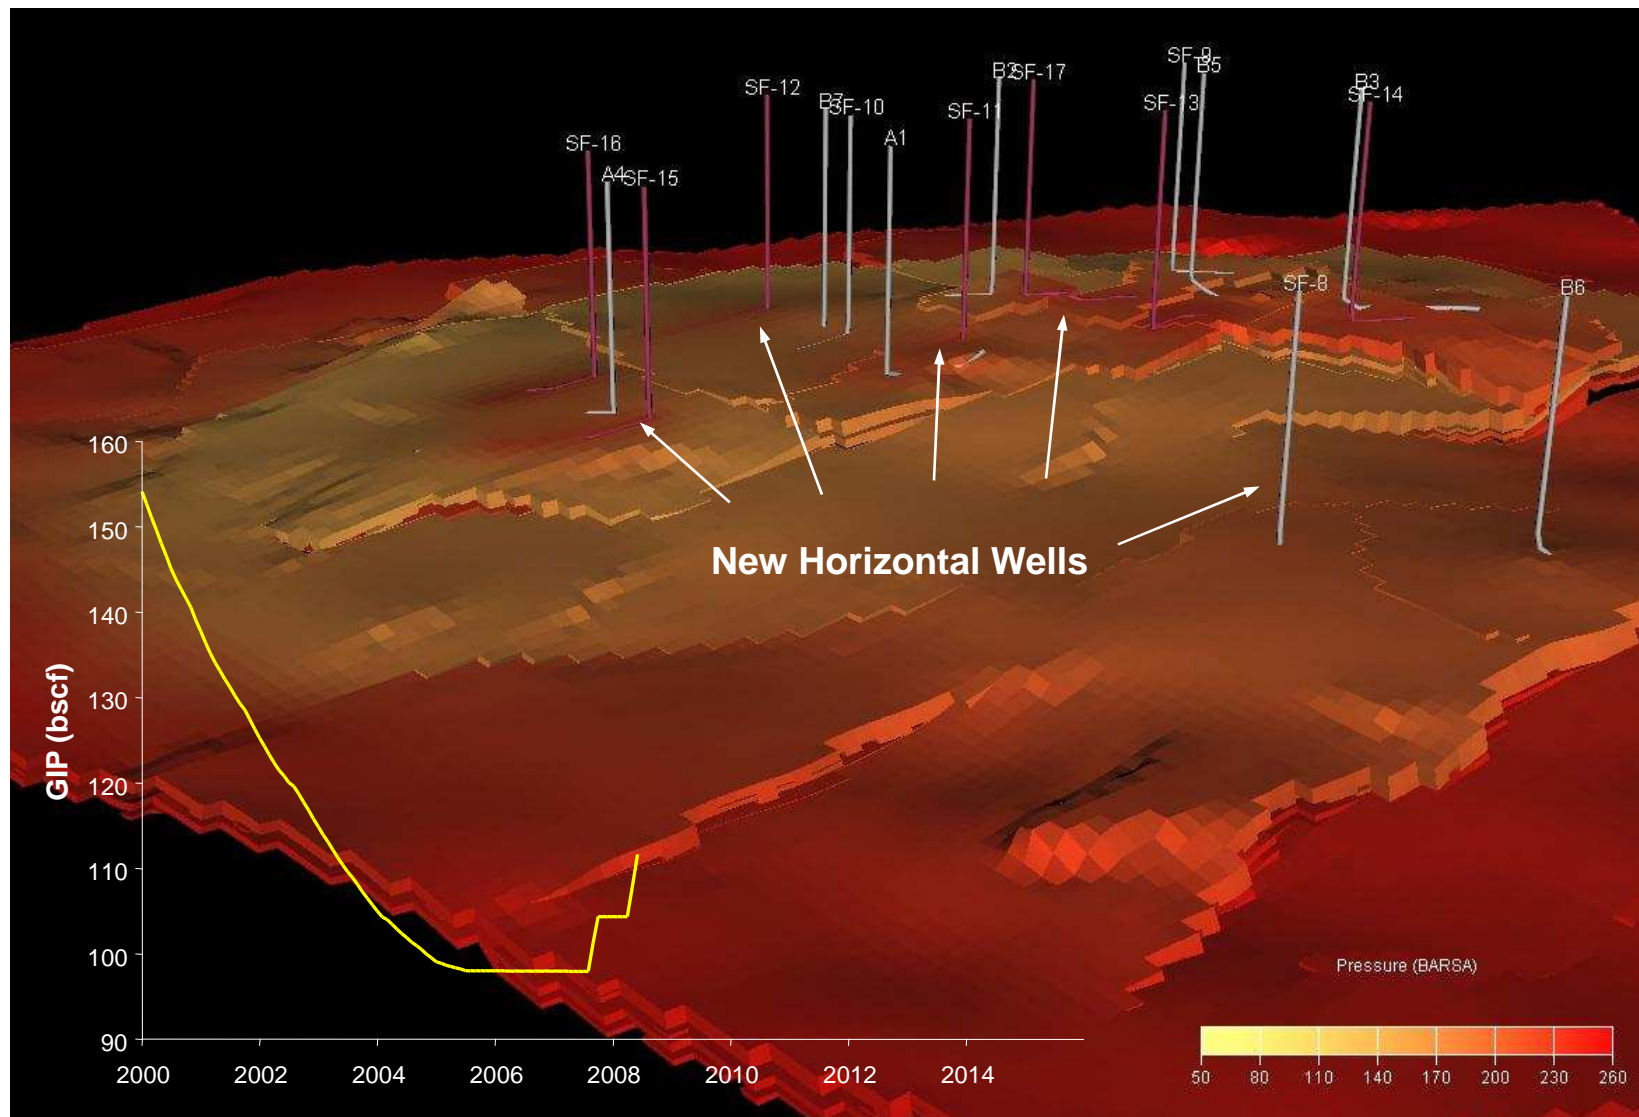 SF-9
B5
B2
SF-17
B3
SF-14
SF-12
B7
SF-10
SF-11
SF-13
A1
SF-16
A4
SF-15
SF-8
B6
New Horizontal Wells
GIP (bscf)
160
150
140
130
120
110
100
90
2000
2002
2004
2006
2008
2010
2012
2014
Pressure (BARSA)
50 80 110 140 170 200 230 260